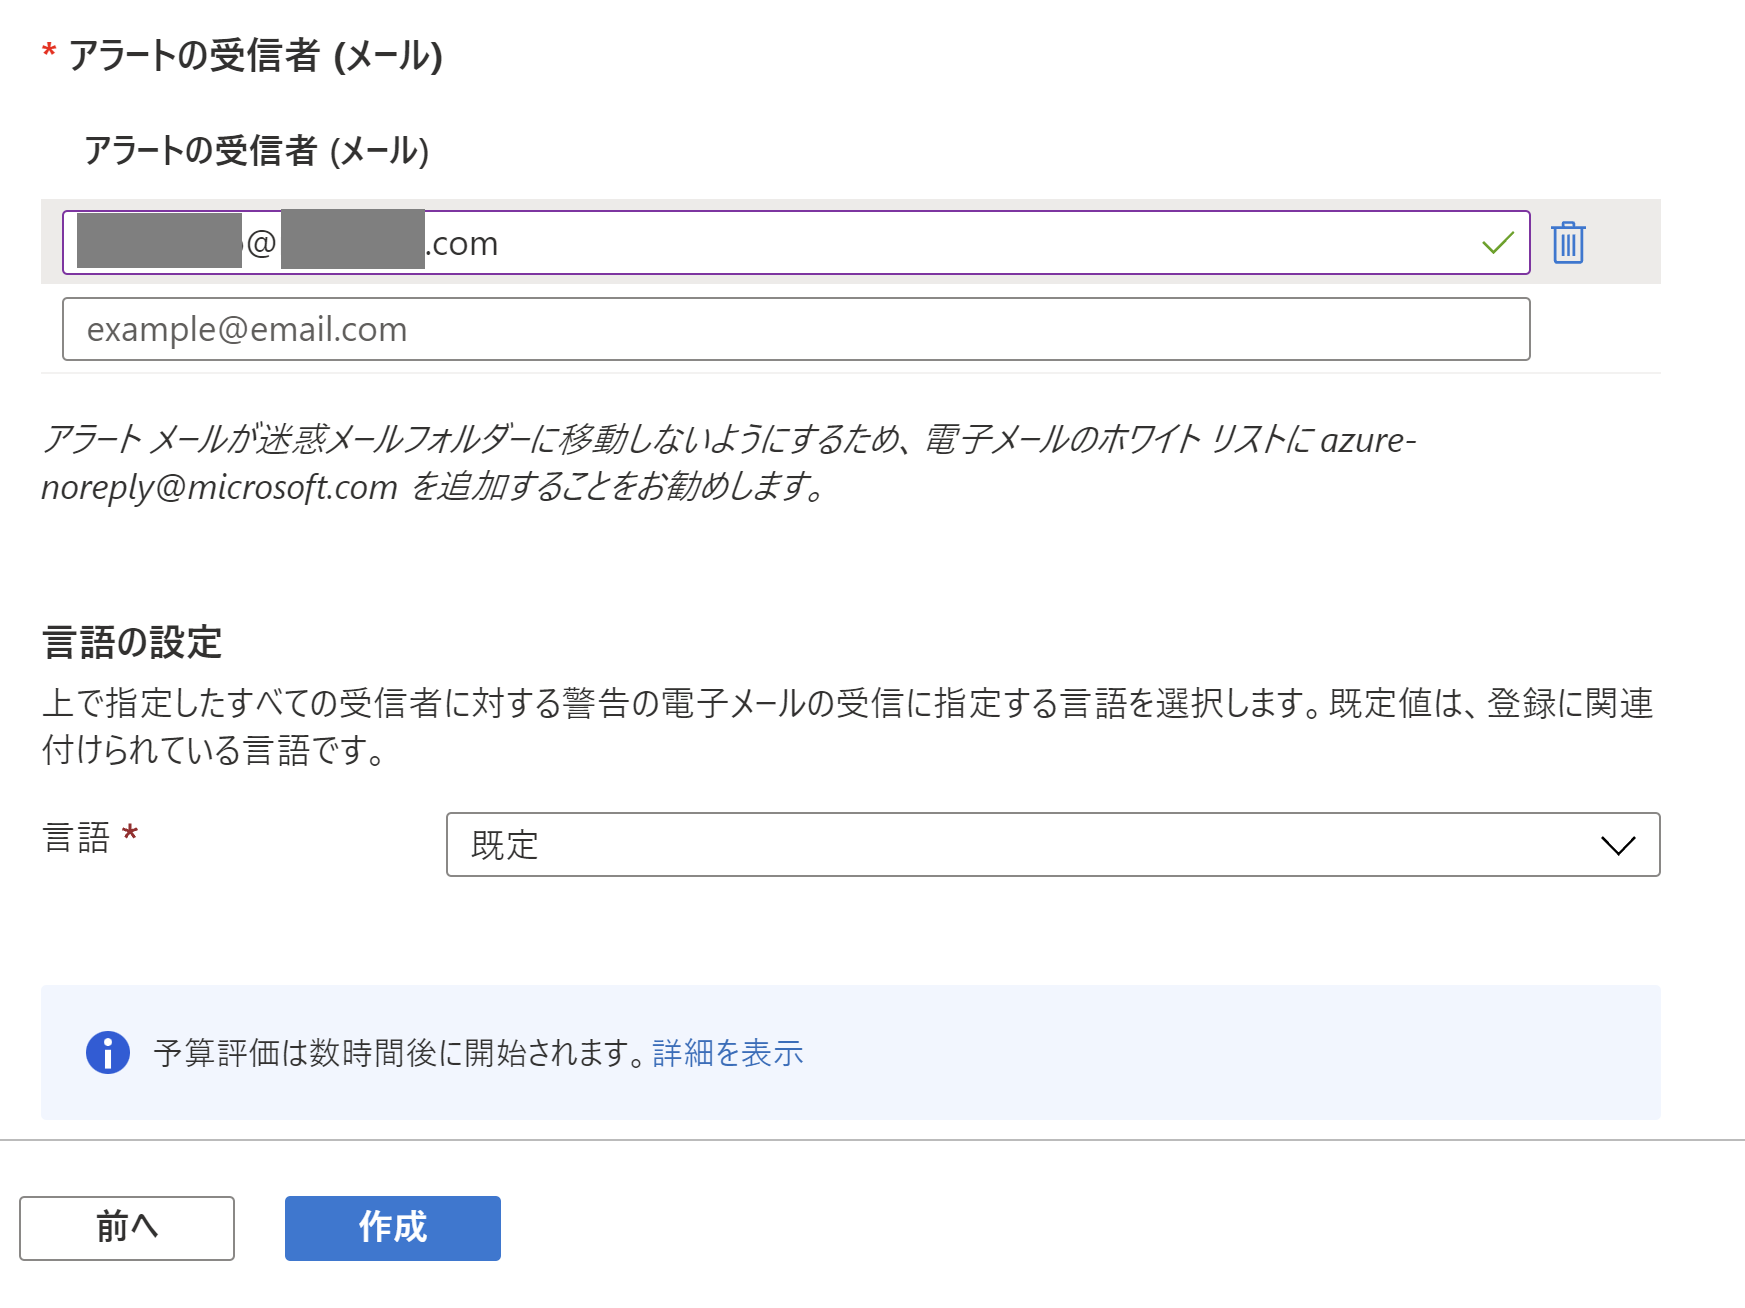 * アラートの受信者 (メール)
アラートの受信者 (メール)
@ .com
example@email.com
アラート メールが迷惑メールフォルダーに移動しないようにするため、電子メールのホワイト リストに azure-
noreply@microsoft.com を追加することをお勧めします。
言語の設定
上で指定したすべての受信者に対する警告の電子メールの受信に指定する言語を選択します。既定値は、登録に関連
付けられている言語です。
言語 *
既定
予算評価は数時間後に開始されます。詳細を表示
前へ
作成